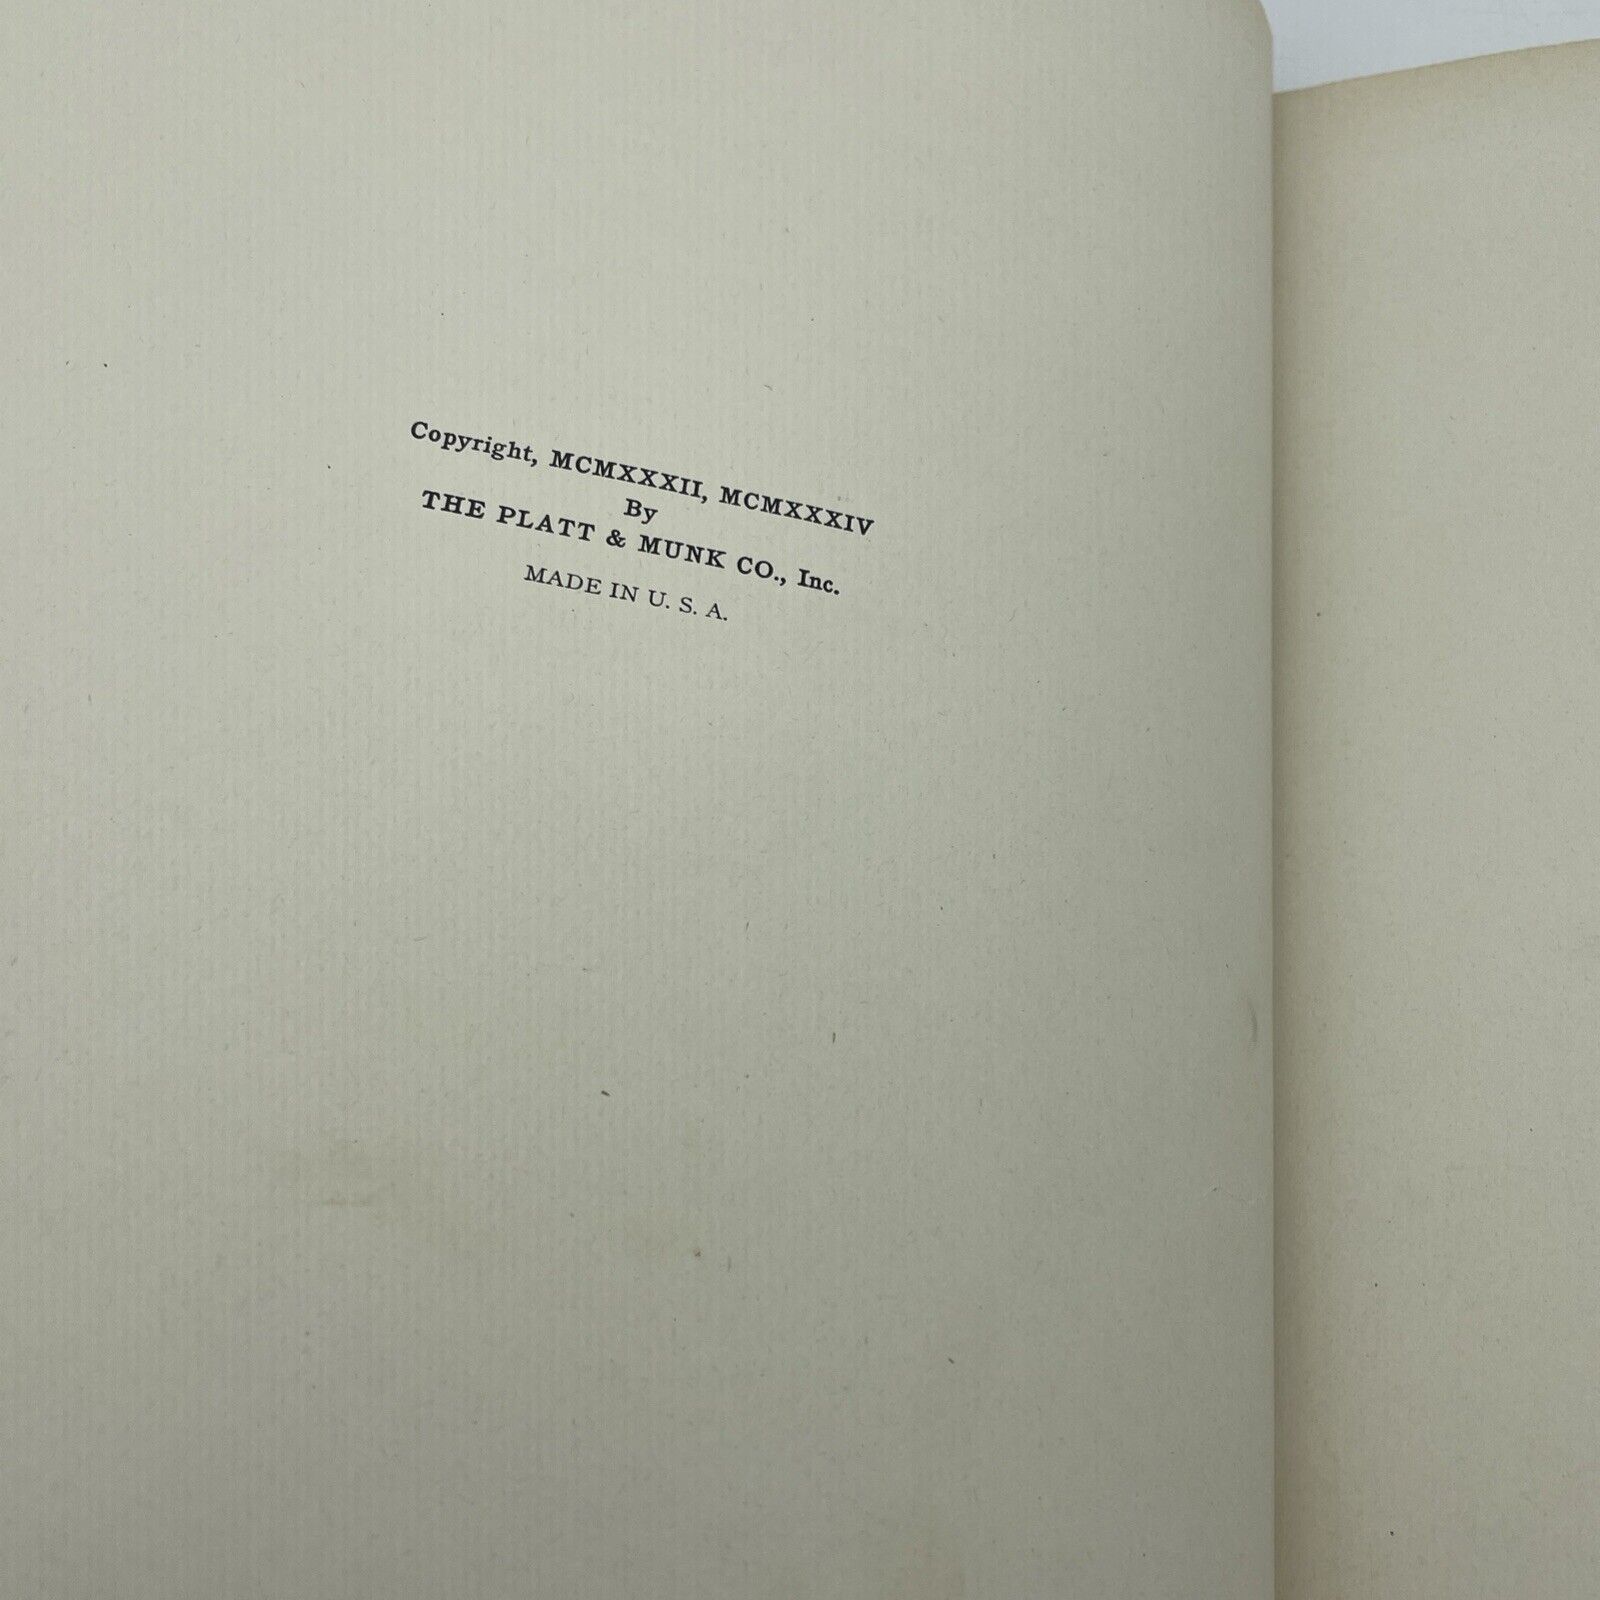 Copyright, MCMXXXII, MCMXXXIV
By
THE PLATT & MUNK CO., Inc.
MADE IN U. S. A.